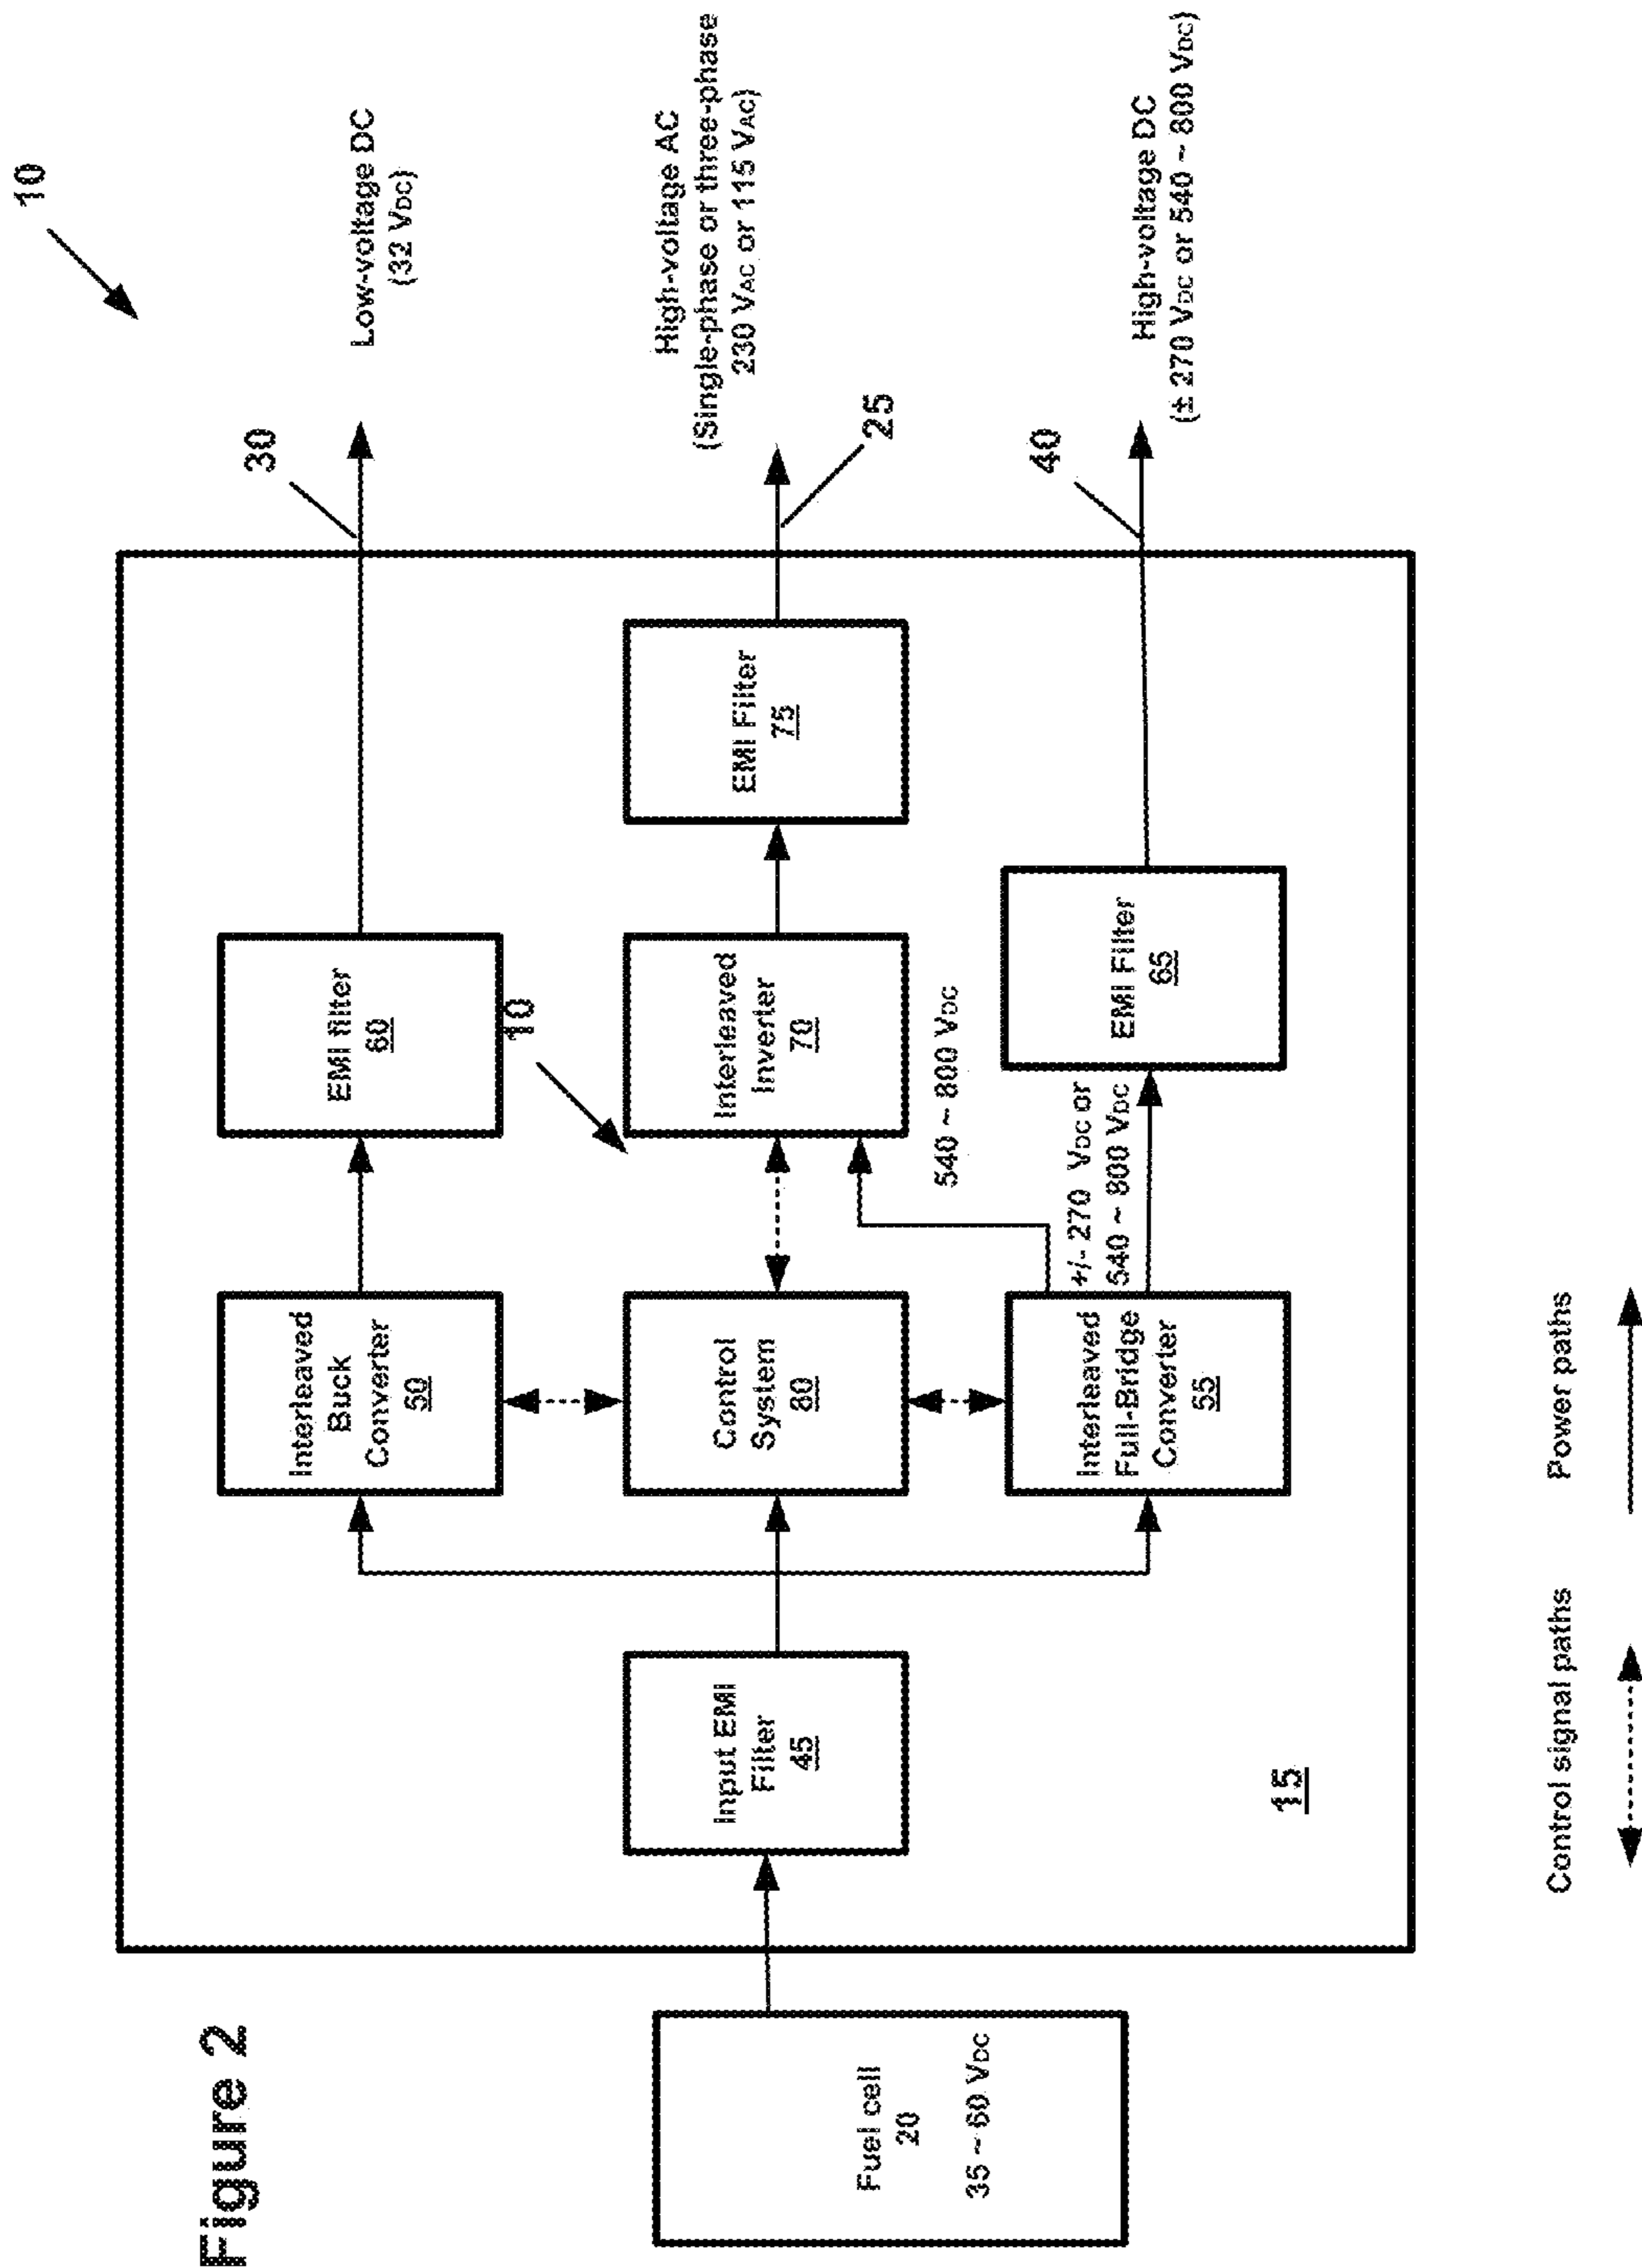 Figure 2
10
Fuel cell
20
35 ~ 60 VDC
Input EMI
Filter
45
15
Interleaved
Buck
Converter
50
Control
System
80
Interleaved
Full-Bridge
Converter
55
EMI filter
60
10
Interleaved
Inverter
70
540 ~ 800 VDC
+/- 270 VDC or
540 ~ 800 VDC
EMI Filter
65
EMI Filter
75
30
25
40
Low-voltage DC
(32 VDC)
High-voltage AC
(Single-phase or three-phase
230 VAC or 115 VAC)
High-voltage DC
(± 270 VDC or 540 ~ 800 VDC)
Control signal paths
Power paths